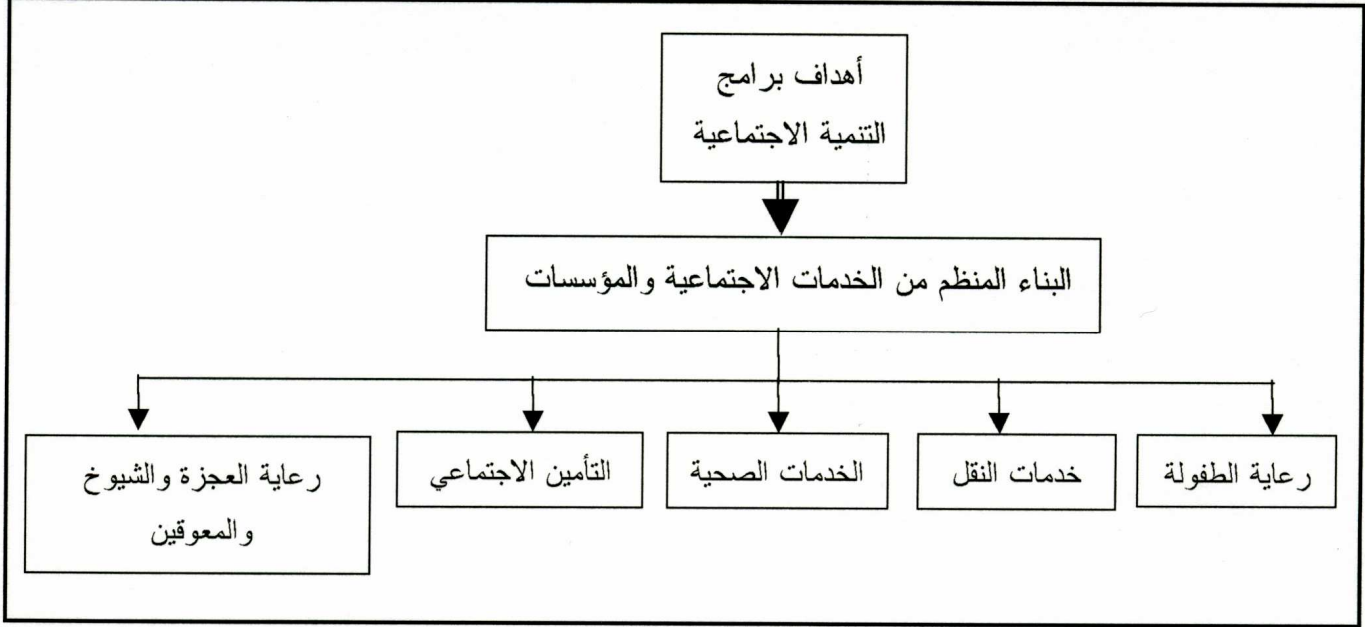 أهداف برامج
التنمية الاجتماعية
البناء المنظم من الخدمات الاجتماعية والمؤسسات
رعاية الطفولة
خدمات النقل
الخدمات الصحية
التأمين الاجتماعي
رعاية العجزة والشيوخ
والمعوقين